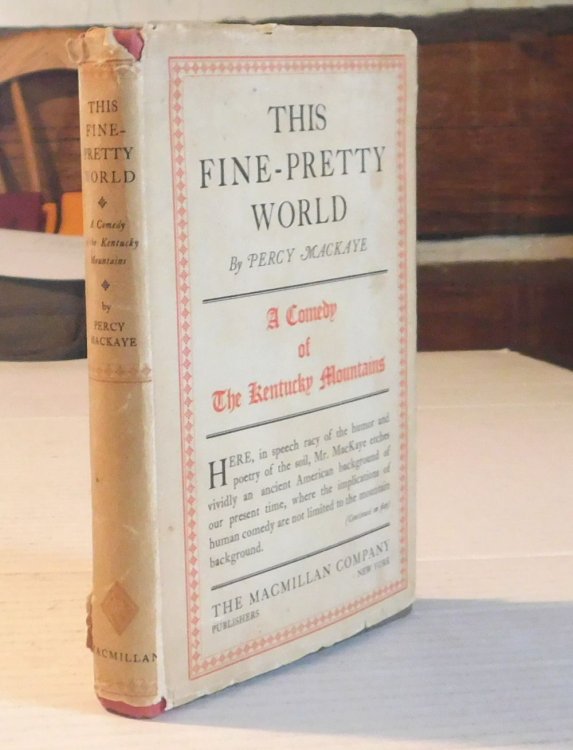 THIS
FINE-
PRETTY
WORLD
A Comedy
the Kentucky
Mountains
by
PERCY
MACKAYE
MACMILLAN
THIS
FINE-PRETTY
WORLD
By PERCY MACKAYE
A Comedy
of
The Kentucky Mountains
HERE, in speech racy of the humor and
poetry of the soil, Mr. MacKaye etches
vividly an ancient American background of
our present time, where the implications of
human comedy are not limited to the mountain
background.
(Continued on flap)
THE MACMILLAN COMPANY
PUBLISHERS NEW YORK